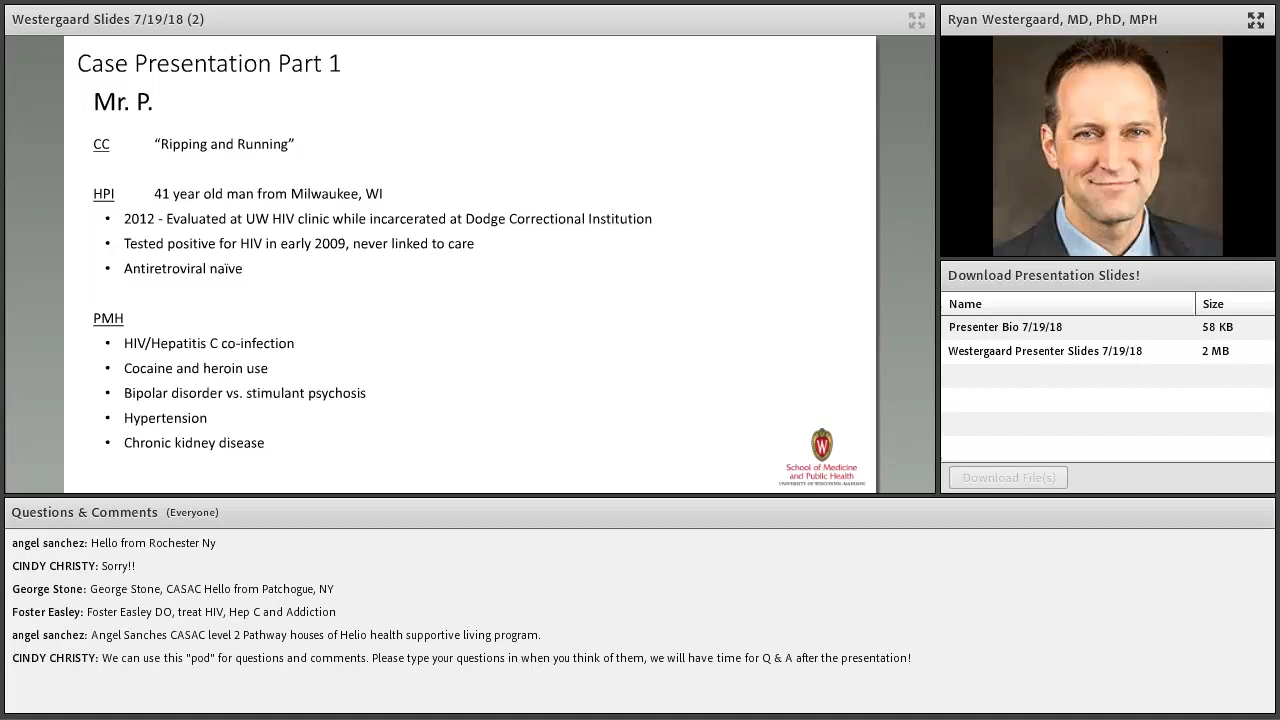 Westergaard Slides 7/19/18 (2)
Case Presentation Part 1
Mr. P.
CC “Ripping and Running”
HPI 41 year old man from Milwaukee, WI
• 2012 - Evaluated at UW HIV clinic while incarcerated at Dodge Correctional Institution
• Tested positive for HIV in early 2009, never linked to care
• Antiretroviral naïve
PMH
• HIV/Hepatitis C co-infection
• Cocaine and heroin use
• Bipolar disorder vs. stimulant psychosis
• Hypertension
• Chronic kidney disease
W
School of Medicine
and Public Health
UNIVERSITY OF WISCONSIN-MADISON
Ryan Westergaard, MD, PhD, MPH
Download Presentation Slides!
Name Size
Presenter Bio 7/19/18 58 KB
Westergaard Presenter Slides 7/19/18 2 MB
Download File(s)
Questions & Comments (Everyone)
angel sanchez: Hello from Rochester Ny
CINDY CHRISTY: Sorry!!
George Stone: George Stone, CASAC Hello from Patchogue, NY
Foster Easley: Foster Easley DO, treat HIV, Hep C and Addiction
angel sanchez: Angel Sanches CASAC level 2 Pathway houses of Helio health supportive living program.
CINDY CHRISTY: We can use this "pod" for questions and comments. Please type your questions in when you think of them, we will have time for Q & A after the presentation!